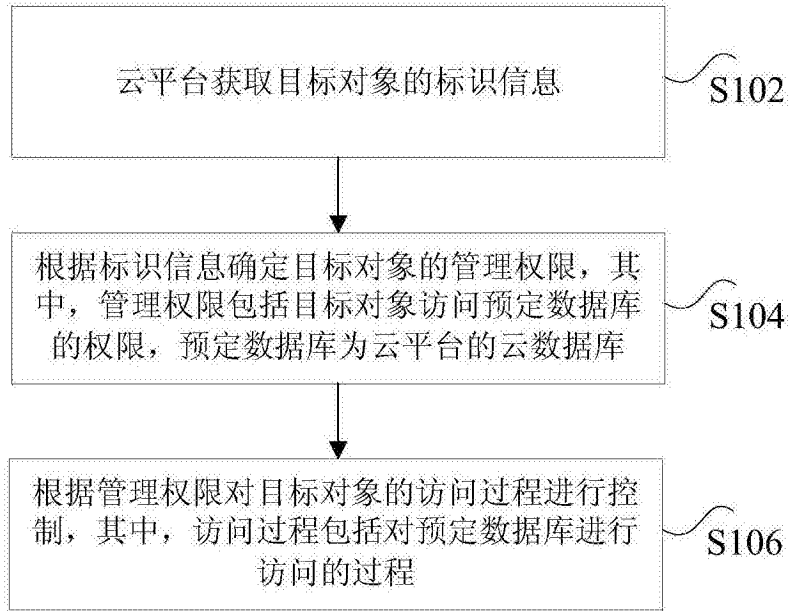 云平台获取目标对象的标识信息
S102
根据标识信息确定目标对象的管理权限，其
中，管理权限包括目标对象访问预定数据库
的权限，预定数据库为云平台的云数据库
S104
根据管理权限对目标对象的访问过程进行控
制，其中，访问过程包括对预定数据库进行
访问的过程
S106